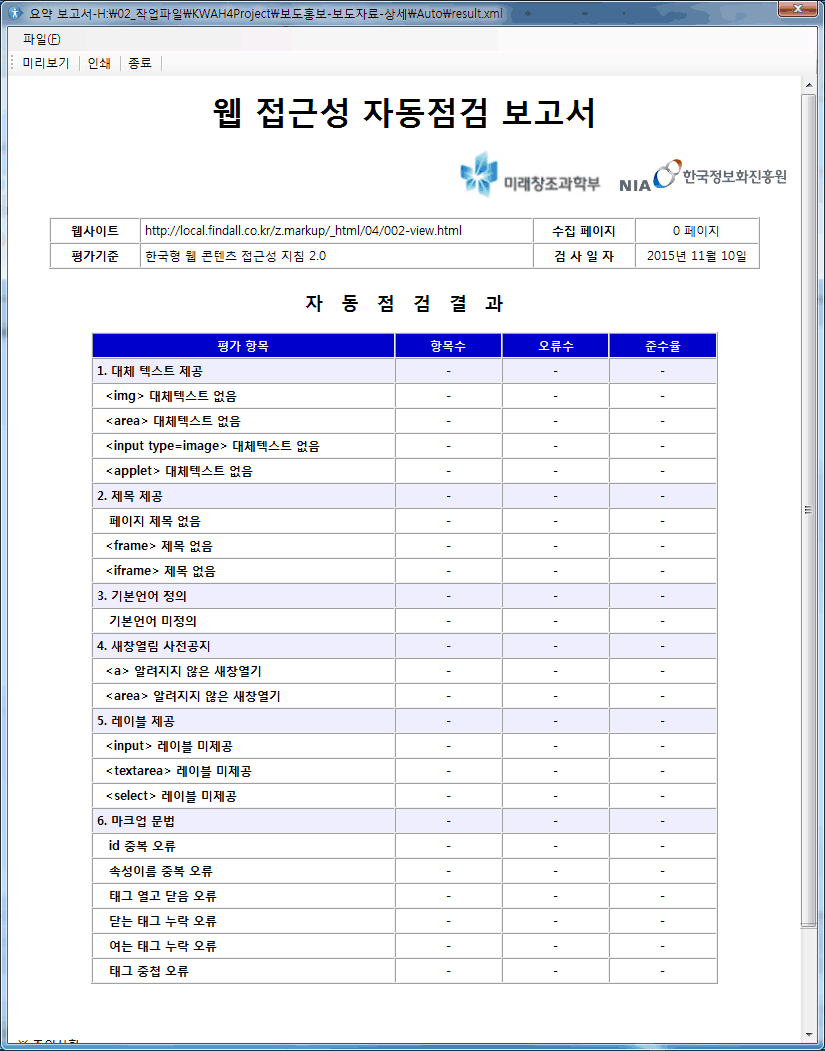 요약 보고서-H:\02_작업파일\KWAH4Project\보도홍보-보도자료-상세\Auto\result.xml
파일(F)
미리보기 인쇄 종료
웹 접근성 자동점검 보고서
미래창조과학부 NIA 한국정보화진흥원
웹사이트 http://local.findall.co.kr/z.markup/_html/04/002-view.html 수집 페이지 0 페이지
평가기준 한국형 웹 콘텐츠 접근성 지침 2.0 검 사 일 자 2015년 11월 10일
자 동 점 검 결 과
평가 항목 항목수 오류수 준수율
1. 대체 텍스트 제공 - - -
<img> 대체텍스트 없음 - - -
<area> 대체텍스트 없음 - - -
<input type=image> 대체텍스트 없음 - - -
<applet> 대체텍스트 없음 - - -
2. 제목 제공 - - -
페이지 제목 없음 - - -
<frame> 제목 없음 - - -
<iframe> 제목 없음 - - -
3. 기본언어 정의 - - -
기본언어 미정의 - - -
4. 새창열림 사전공지 - - -
<a> 알려지지 않은 새창열기 - - -
<area> 알려지지 않은 새창열기 - - -
5. 레이블 제공 - - -
<input> 레이블 미제공 - - -
<textarea> 레이블 미제공 - - -
<select> 레이블 미제공 - - -
6. 마크업 문법 - - -
id 중복 오류 - - -
속성이름 중복 오류 - - -
태그 열고 닫음 오류 - - -
닫는 태그 누락 오류 - - -
여는 태그 누락 오류 - - -
태그 중첩 오류 - - -